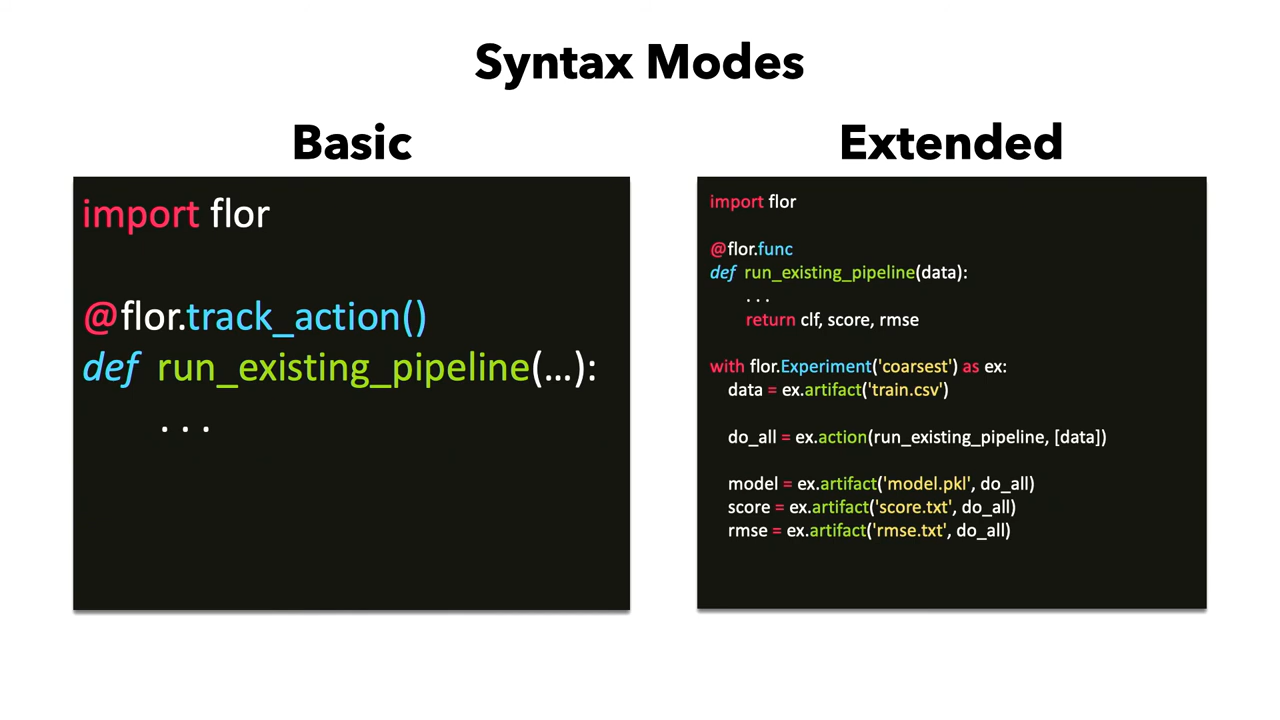 Syntax Modes
Basic
import flor
@flor.track_action()
def run_existing_pipeline(...):
. . .
Extended
import flor
@flor.func
def run_existing_pipeline(data):
. . .
return clf, score, rmse
with flor.Experiment('coarsest') as ex:
data = ex.artifact('train.csv')
do_all = ex.action(run_existing_pipeline, [data])
model = ex.artifact('model.pkl', do_all)
score = ex.artifact('score.txt', do_all)
rmse = ex.artifact('rmse.txt', do_all)